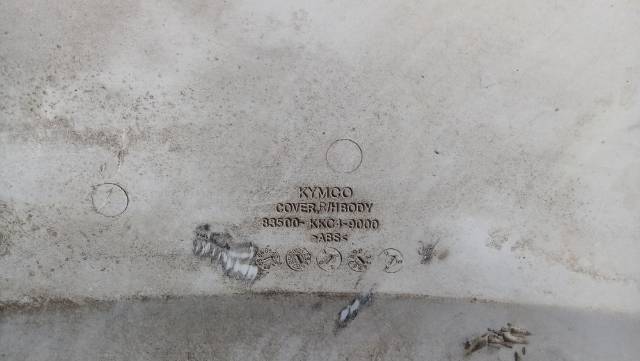 KYMCO
COVER,R/HBODY
83500- KKC4-9000
>ABS<